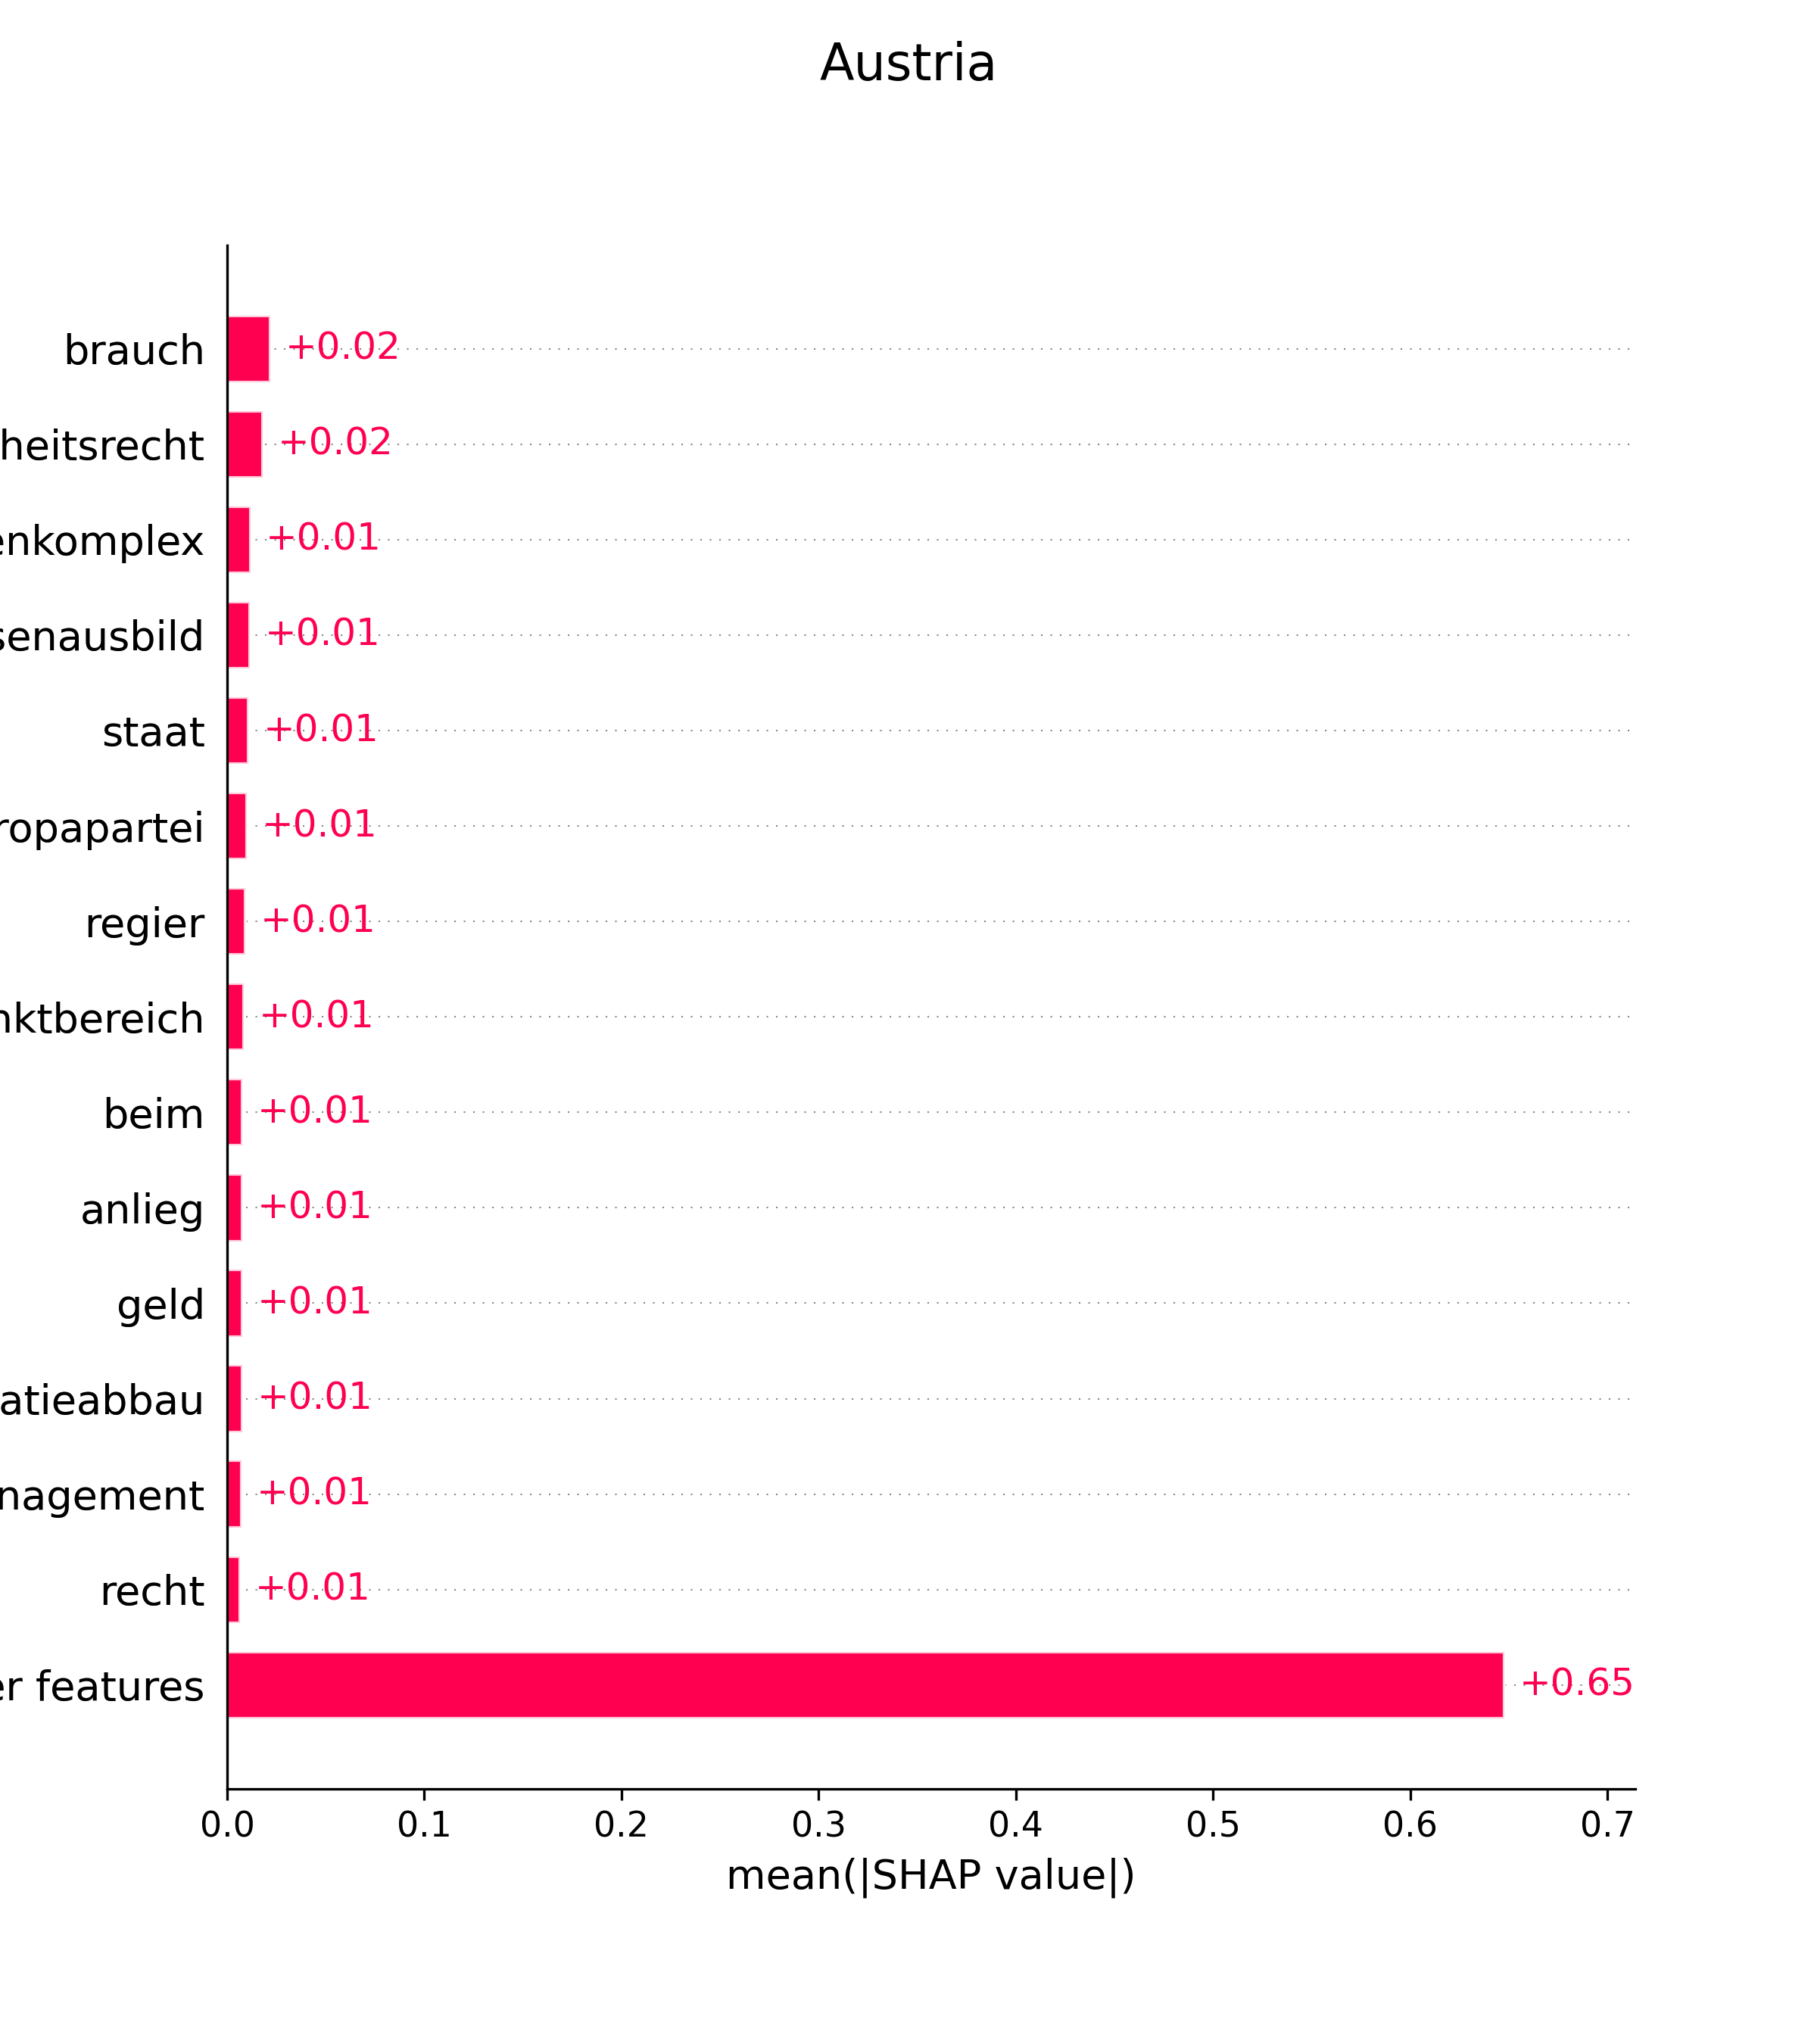 Austria
brauch +0.02
heitsrecht +0.02
enkomplex +0.01
senausbild +0.01
staat +0.01
ropapartei +0.01
regier +0.01
nktbereich +0.01
beim +0.01
anlieg +0.01
geld +0.01
atieabbau +0.01
nagement +0.01
recht +0.01
er features +0.65
0.0 0.1 0.2 0.3 0.4 0.5 0.6 0.7
mean(|SHAP value|)